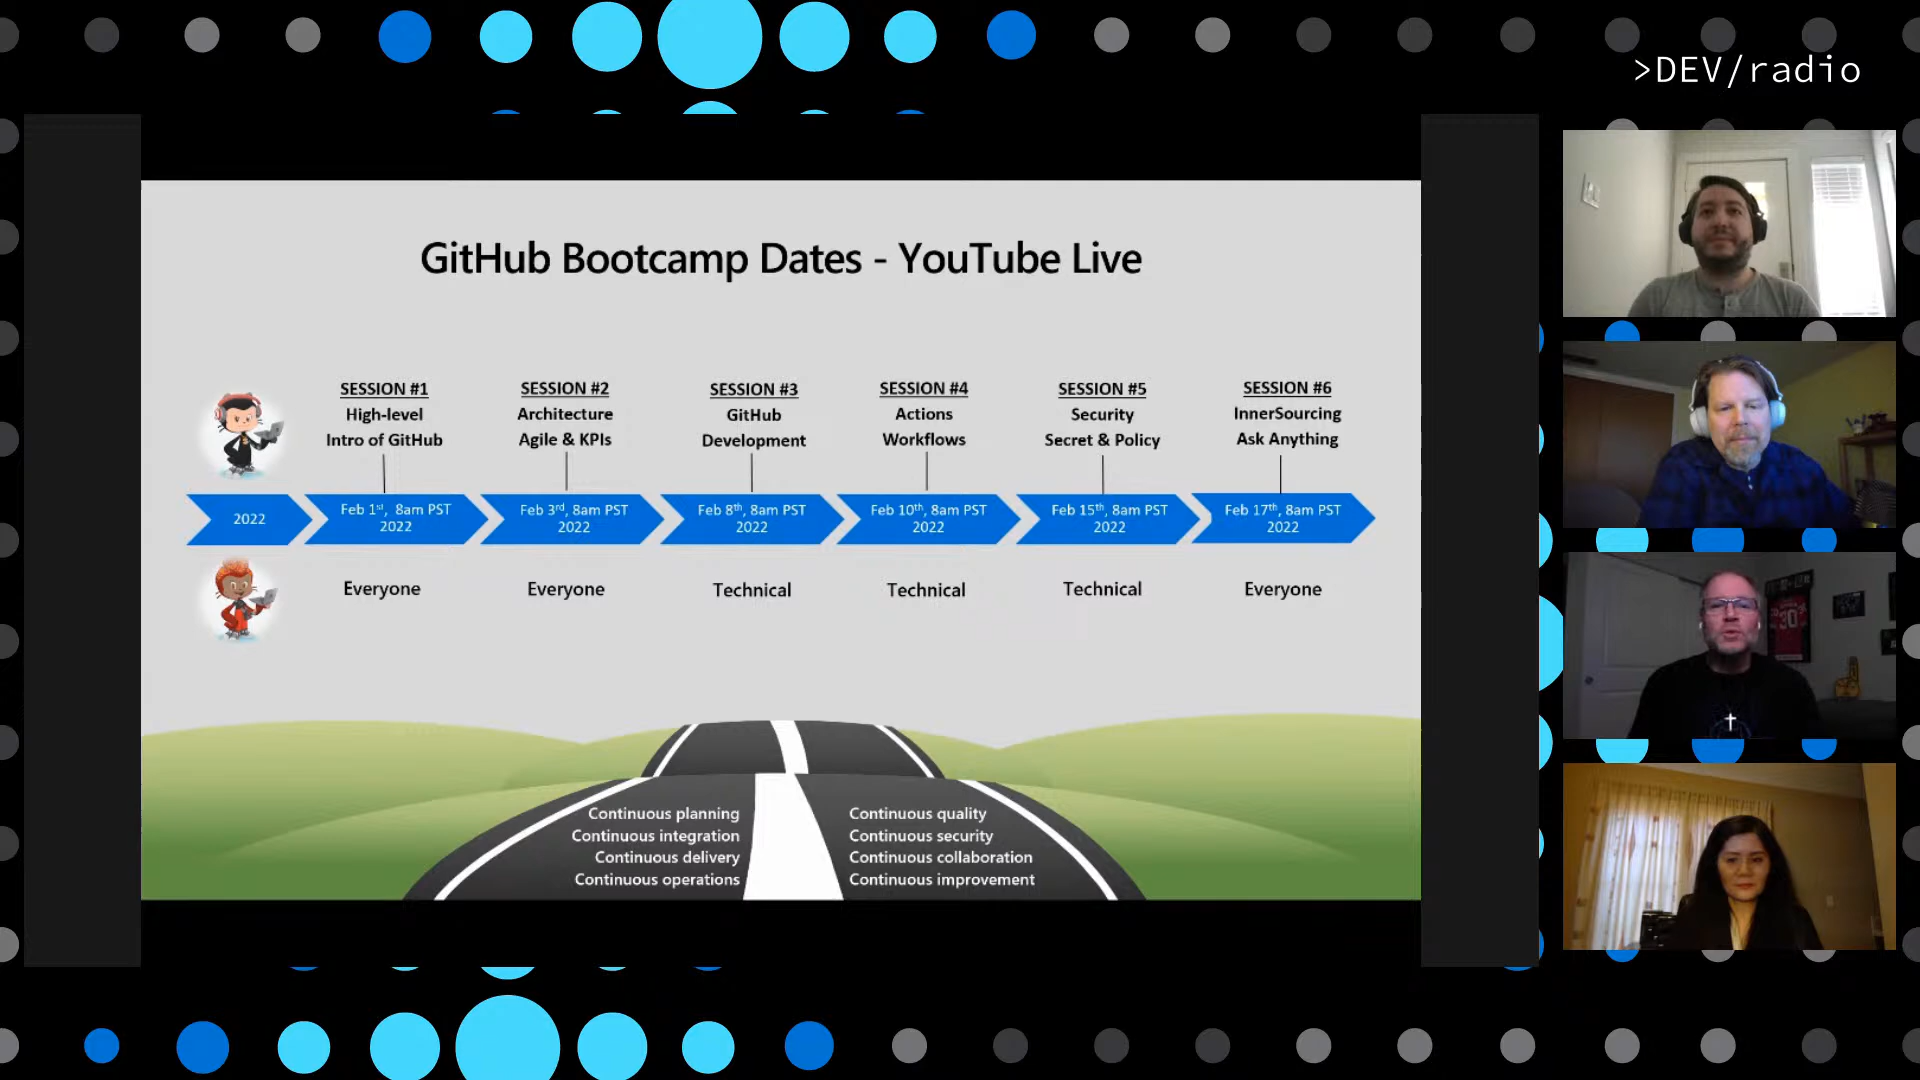 >DEV/radio
GitHub Bootcamp Dates - YouTube Live
SESSION #1
High-level
Intro of GitHub
SESSION #2
Architecture
Agile & KPIs
SESSION #3
GitHub
Development
SESSION #4
Actions
Workflows
SESSION #5
Security
Secret & Policy
SESSION #6
InnerSourcing
Ask Anything
2022
Feb 1st, 8am PST
2022
Feb 3rd, 8am PST
2022
Feb 8th, 8am PST
2022
Feb 10th, 8am PST
2022
Feb 15th, 8am PST
2022
Feb 17th, 8am PST
2022
Everyone
Everyone
Technical
Technical
Technical
Everyone
Continuous planning
Continuous integration
Continuous delivery
Continuous operations
Continuous quality
Continuous security
Continuous collaboration
Continuous improvement
30